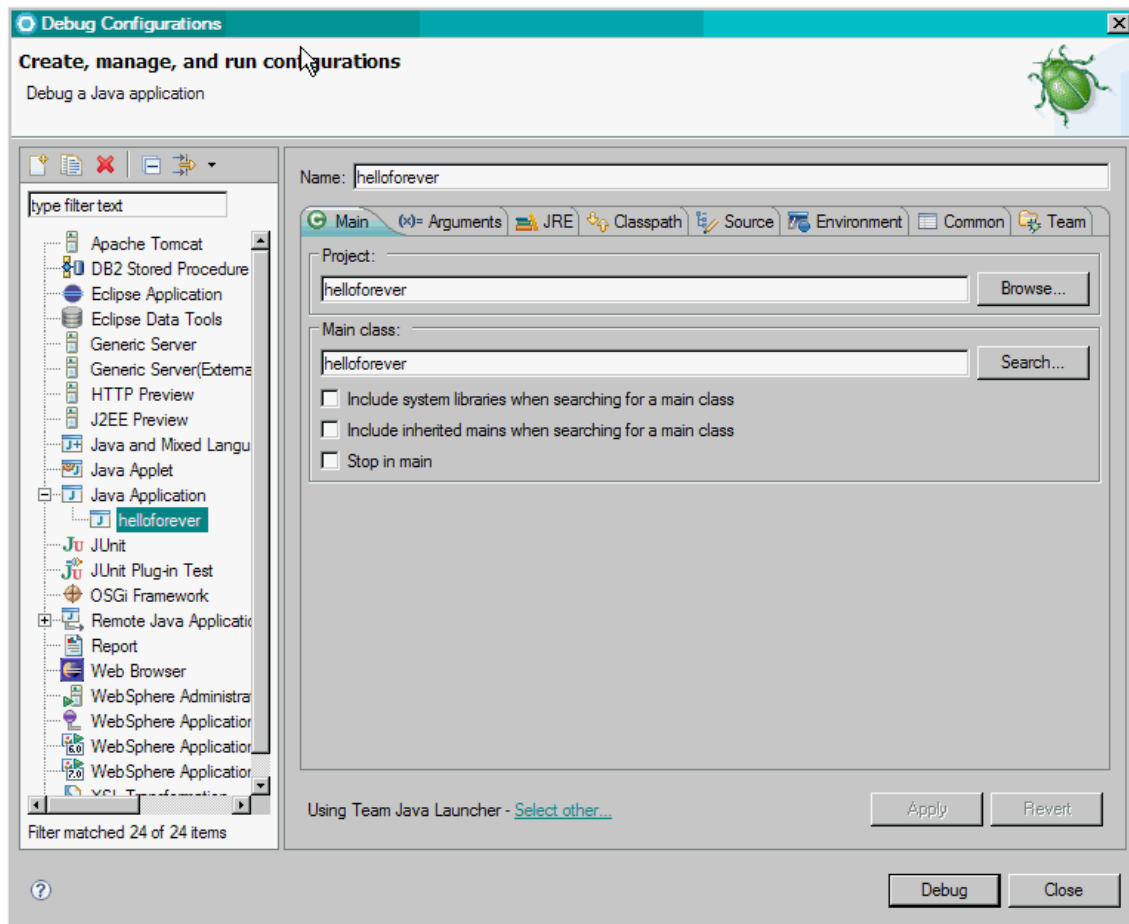 Debug Configurations
Create, manage, and run configurations
Debug a Java application
type filter text
Apache Tomcat
DB2 Stored Procedure
Eclipse Application
Eclipse Data Tools
Generic Server
Generic Server(Externa
HTTP Preview
J2EE Preview
Java and Mixed Langu
Java Applet
Java Application
helloforever
JUnit
JUnit Plug-in Test
OSGi Framework
Remote Java Applicatio
Report
Web Browser
WebSphere Administra
WebSphere Application
WebSphere Application
WebSphere Application
XSL Transformation
Filter matched 24 of 24 items
Name: helloforever
Main (x)= Arguments JRE Classpath Source Environment Common Team
Project:
helloforever Browse...
Main class:
helloforever Search...
Include system libraries when searching for a main class
Include inherited mains when searching for a main class
Stop in main
Using Team Java Launcher - Select other... Apply Revert
Debug Close